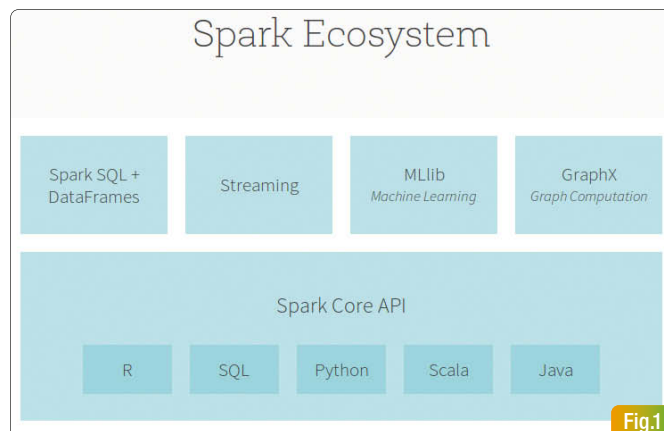 Spark Ecosystem
Spark SQL +
DataFrames
Streaming
MLlib
Machine Learning
GraphX
Graph Computation
Spark Core API
R
SQL
Python
Scala
Java
Fig.1